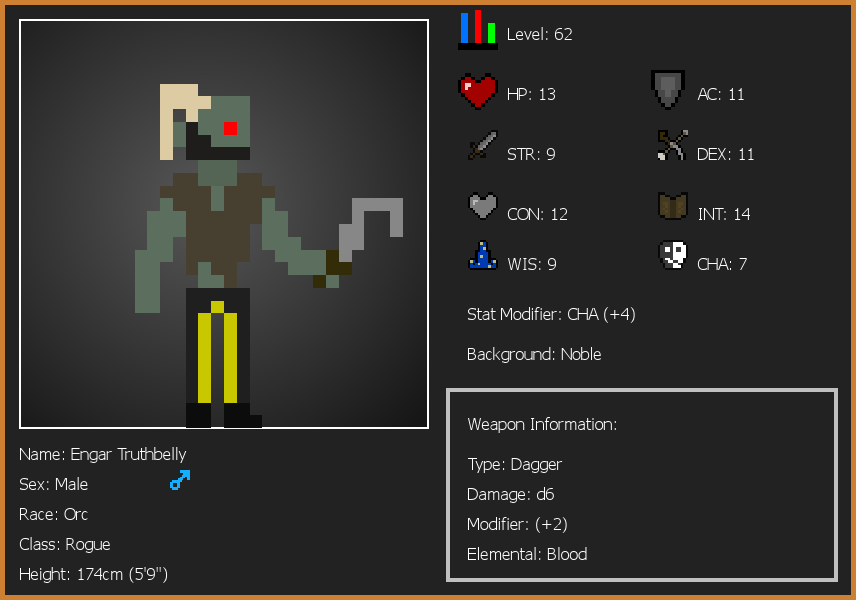 Level: 62
HP: 13
AC: 11
STR: 9
DEX: 11
CON: 12
INT: 14
WIS: 9
CHA: 7
Stat Modifier: CHA (+4)
Background: Noble
Weapon Information:
Type: Dagger
Damage: d6
Modifier: (+2)
Elemental: Blood
Name: Engar Truthbelly
Sex: Male
Race: Orc
Class: Rogue
Height: 174cm (5'9")